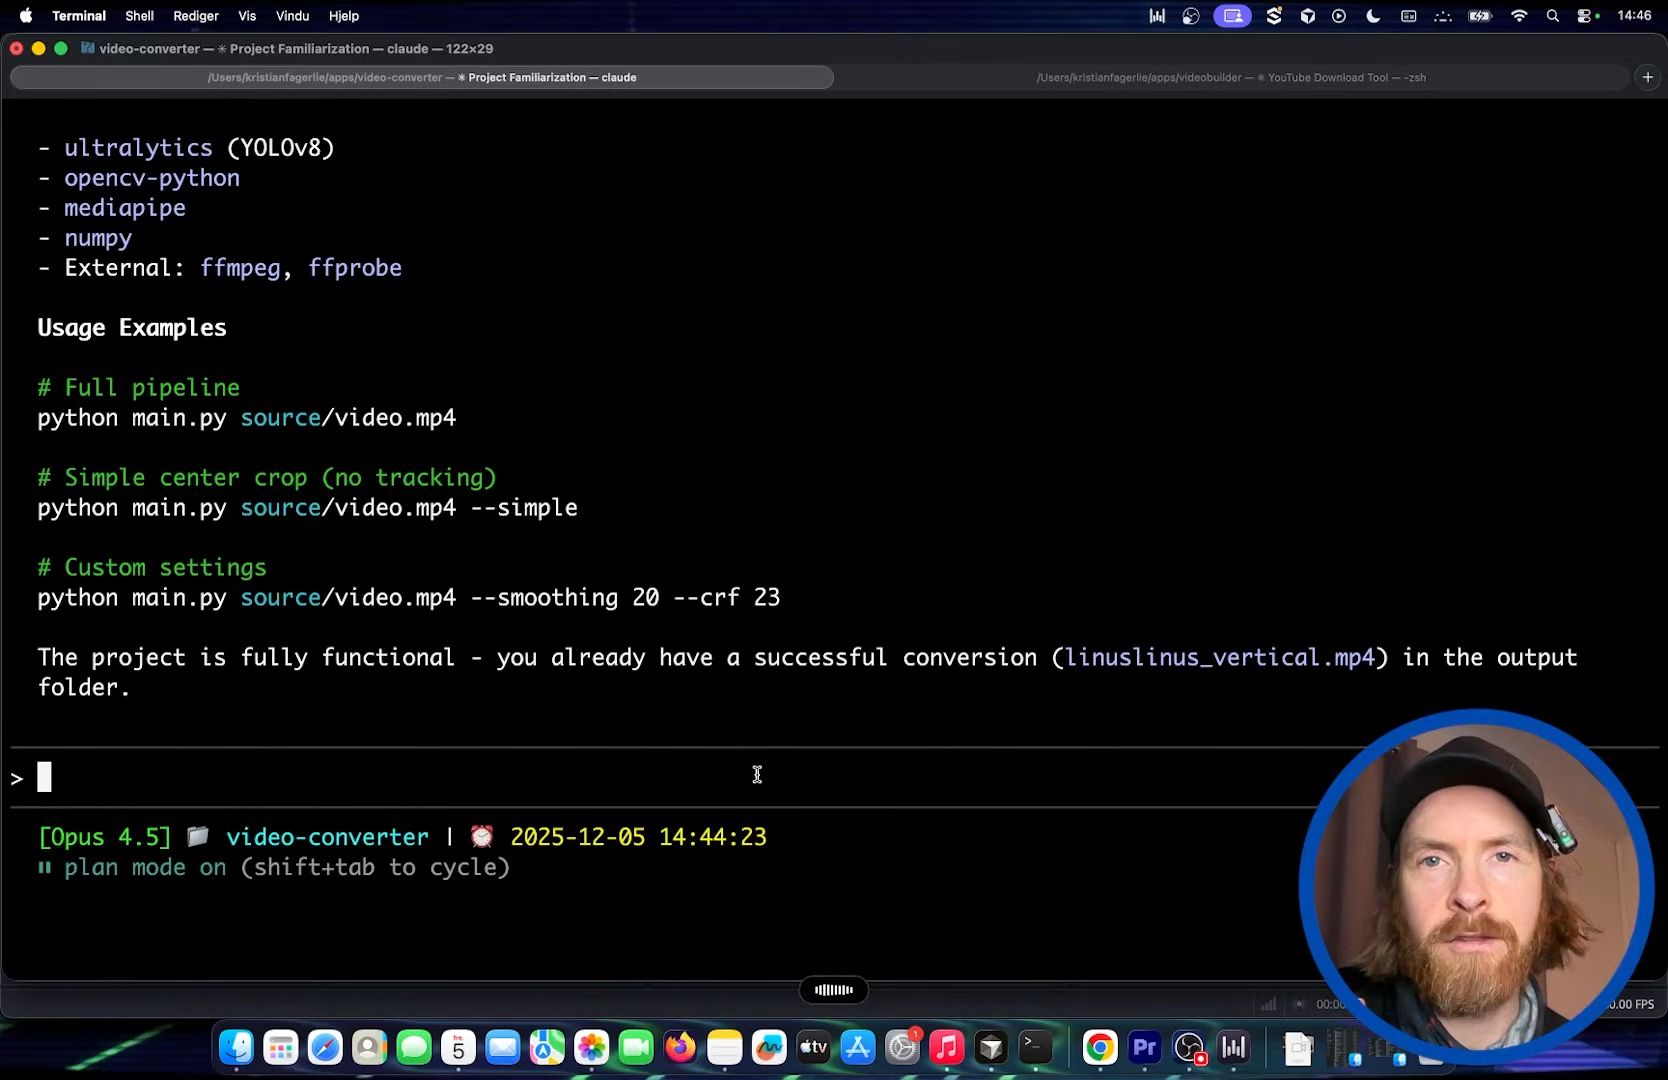 Terminal Shell Rediger Vis Vindu Hjelp 14:46
video-converter — ✳ Project Familiarization — claude — 122×29
/Users/kristianfagerlie/apps/video-converter — ✳ Project Familiarization — claude
/Users/kristianfagerlie/apps/videobuilder — ✳ YouTube Download Tool — -zsh
- ultralytics (YOLOv8)
- opencv-python
- mediapipe
- numpy
- External: ffmpeg, ffprobe
Usage Examples
# Full pipeline
python main.py source/video.mp4
# Simple center crop (no tracking)
python main.py source/video.mp4 --simple
# Custom settings
python main.py source/video.mp4 --smoothing 20 --crf 23
The project is fully functional - you already have a successful conversion (linuslinus_vertical.mp4) in the output
folder.
>
[Opus 4.5] 📁 video-converter | ⏰ 2025-12-05 14:44:23
⏸ plan mode on (shift+tab to cycle)
FPS
5
tv
1
>_
Pr